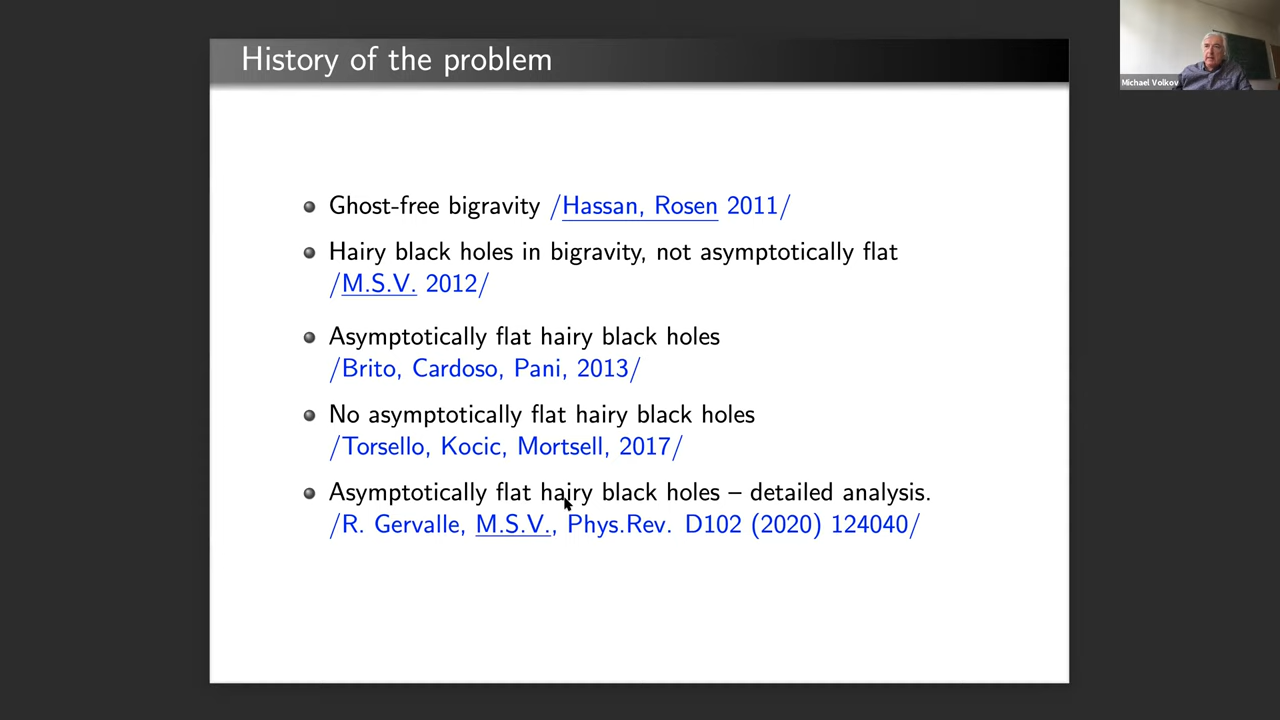 History of the problem
Michael Volkov
Ghost-free bigravity /Hassan, Rosen 2011/
Hairy black holes in bigravity, not asymptotically flat
/M.S.V. 2012/
Asymptotically flat hairy black holes
/Brito, Cardoso, Pani, 2013/
No asymptotically flat hairy black holes
/Torsello, Kocic, Mortsell, 2017/
Asymptotically flat hairy black holes – detailed analysis.
/R. Gervalle, M.S.V., Phys.Rev. D102 (2020) 124040/